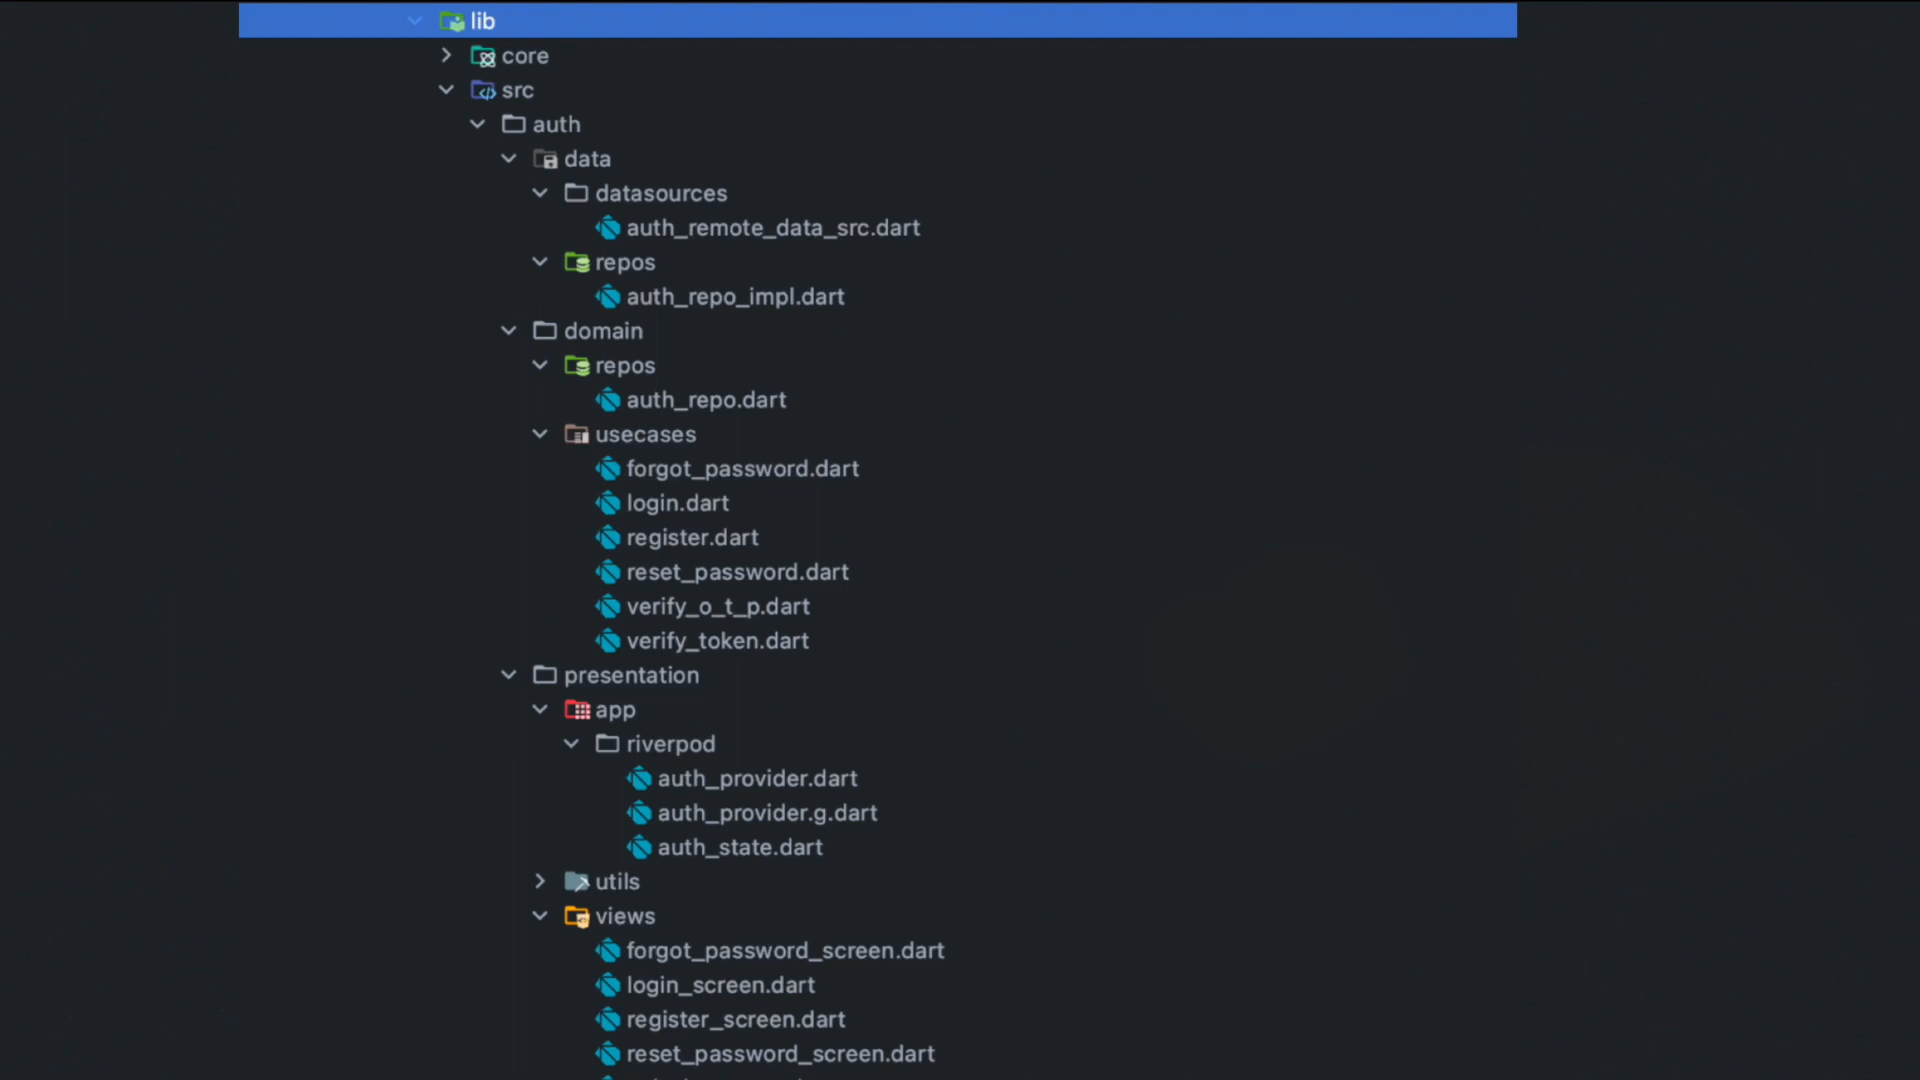 lib
core
src
auth
data
datasources
auth_remote_data_src.dart
repos
auth_repo_impl.dart
domain
repos
auth_repo.dart
usecases
forgot_password.dart
login.dart
register.dart
reset_password.dart
verify_o_t_p.dart
verify_token.dart
presentation
app
riverpod
auth_provider.dart
auth_provider.g.dart
auth_state.dart
utils
views
forgot_password_screen.dart
login_screen.dart
register_screen.dart
reset_password_screen.dart